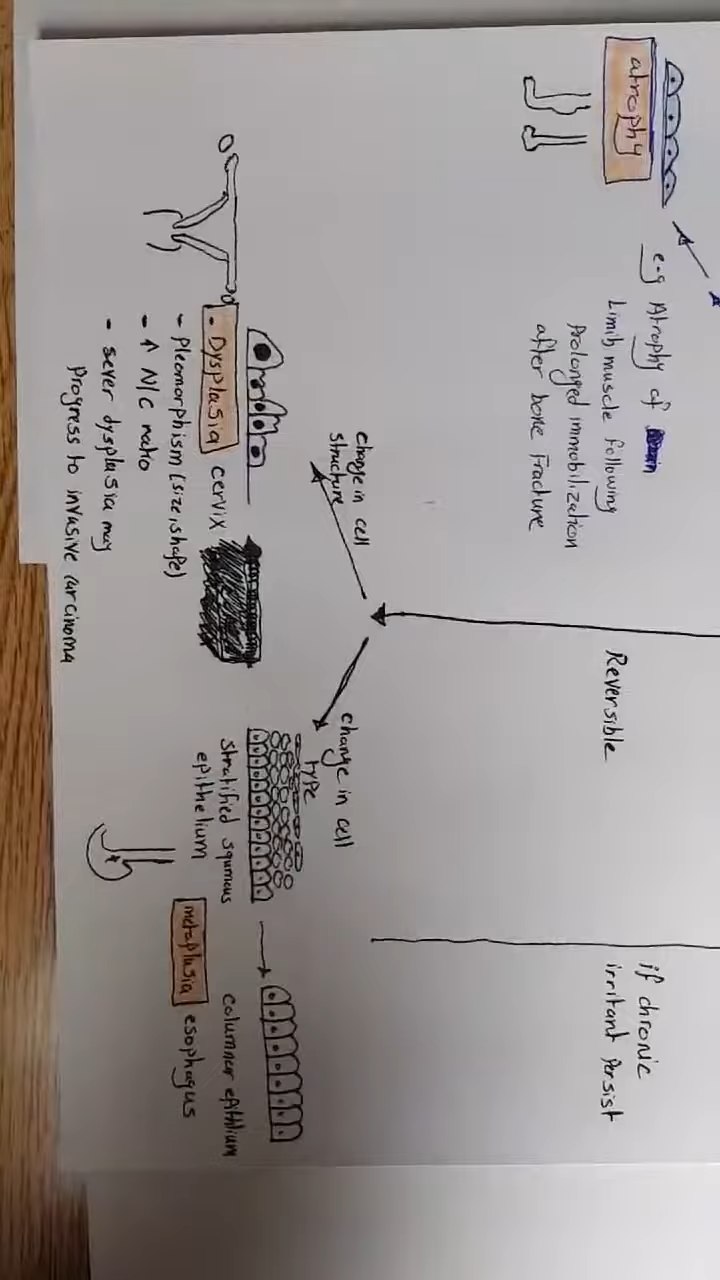 atrophy
e.g Atrophy of
Limb muscle following
Prolonged immobilization
after bone fracture
Reversible
if chronic
irritant Persist
change in cell
structure
change in cell
type
- Dysplasia cervix
- pleomorphism (size, shape)
- ↑ N/C ratio
- sever dysplasia may
Progress to invasive carcinoma
stratified squmous
epithelium
columnar epithlium
metaplasia esophagus